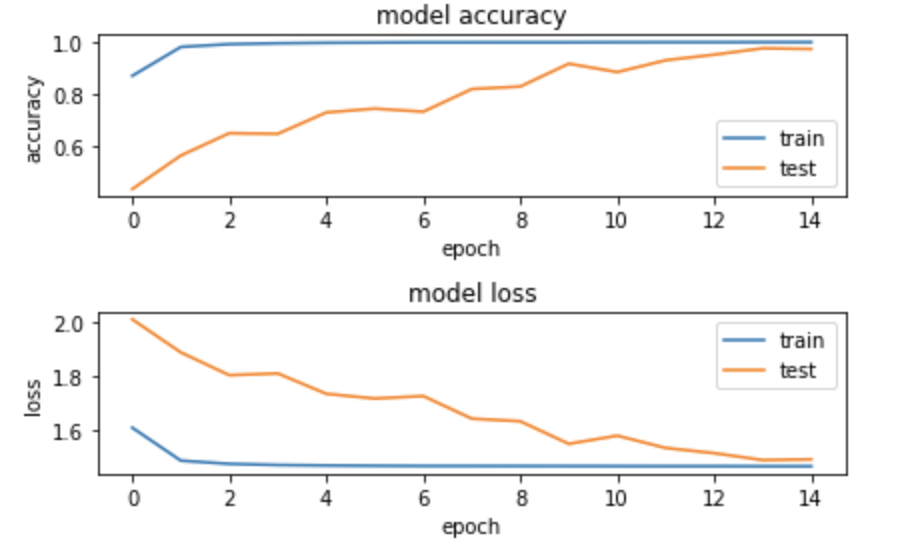 model accuracy
1.0
0.8
0.6
accuracy
train
test
0 2 4 6 8 10 12 14
epoch
model loss
2.0
1.8
1.6
loss
train
test
0 2 4 6 8 10 12 14
epoch